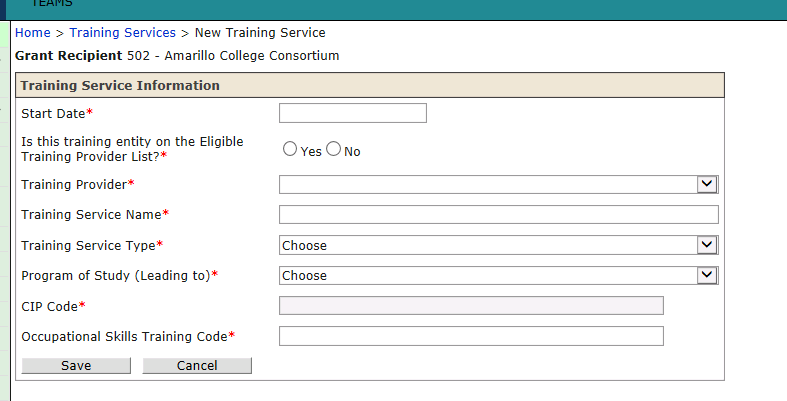 TEAMS
Home > Training Services > New Training Service
Grant Recipient 502 - Amarillo College Consortium
Training Service Information
Start Date*
Is this training entity on the Eligible
Training Provider List?*
Yes No
Training Provider*
Training Service Name*
Training Service Type* Choose
Program of Study (Leading to)* Choose
CIP Code*
Occupational Skills Training Code*
Save Cancel